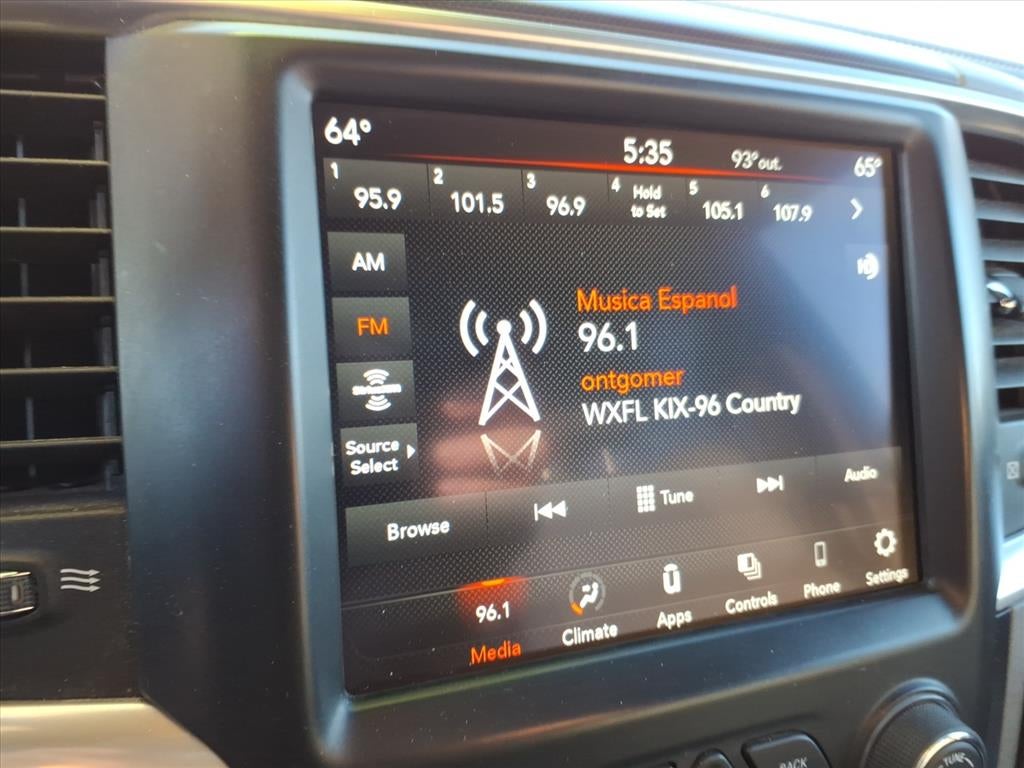 64° 5:35 93° out. 65°
1 95.9 2 101.5 3 96.9 4 Hold to Set 5 105.1 6 107.9
AM
FM
Musica Espanol
96.1
ontgomer
WXFL KIX-96 Country
Source
Select
Browse Tune Audio
96.1
Media Climate Apps Controls Phone Settings
BACK TUNE